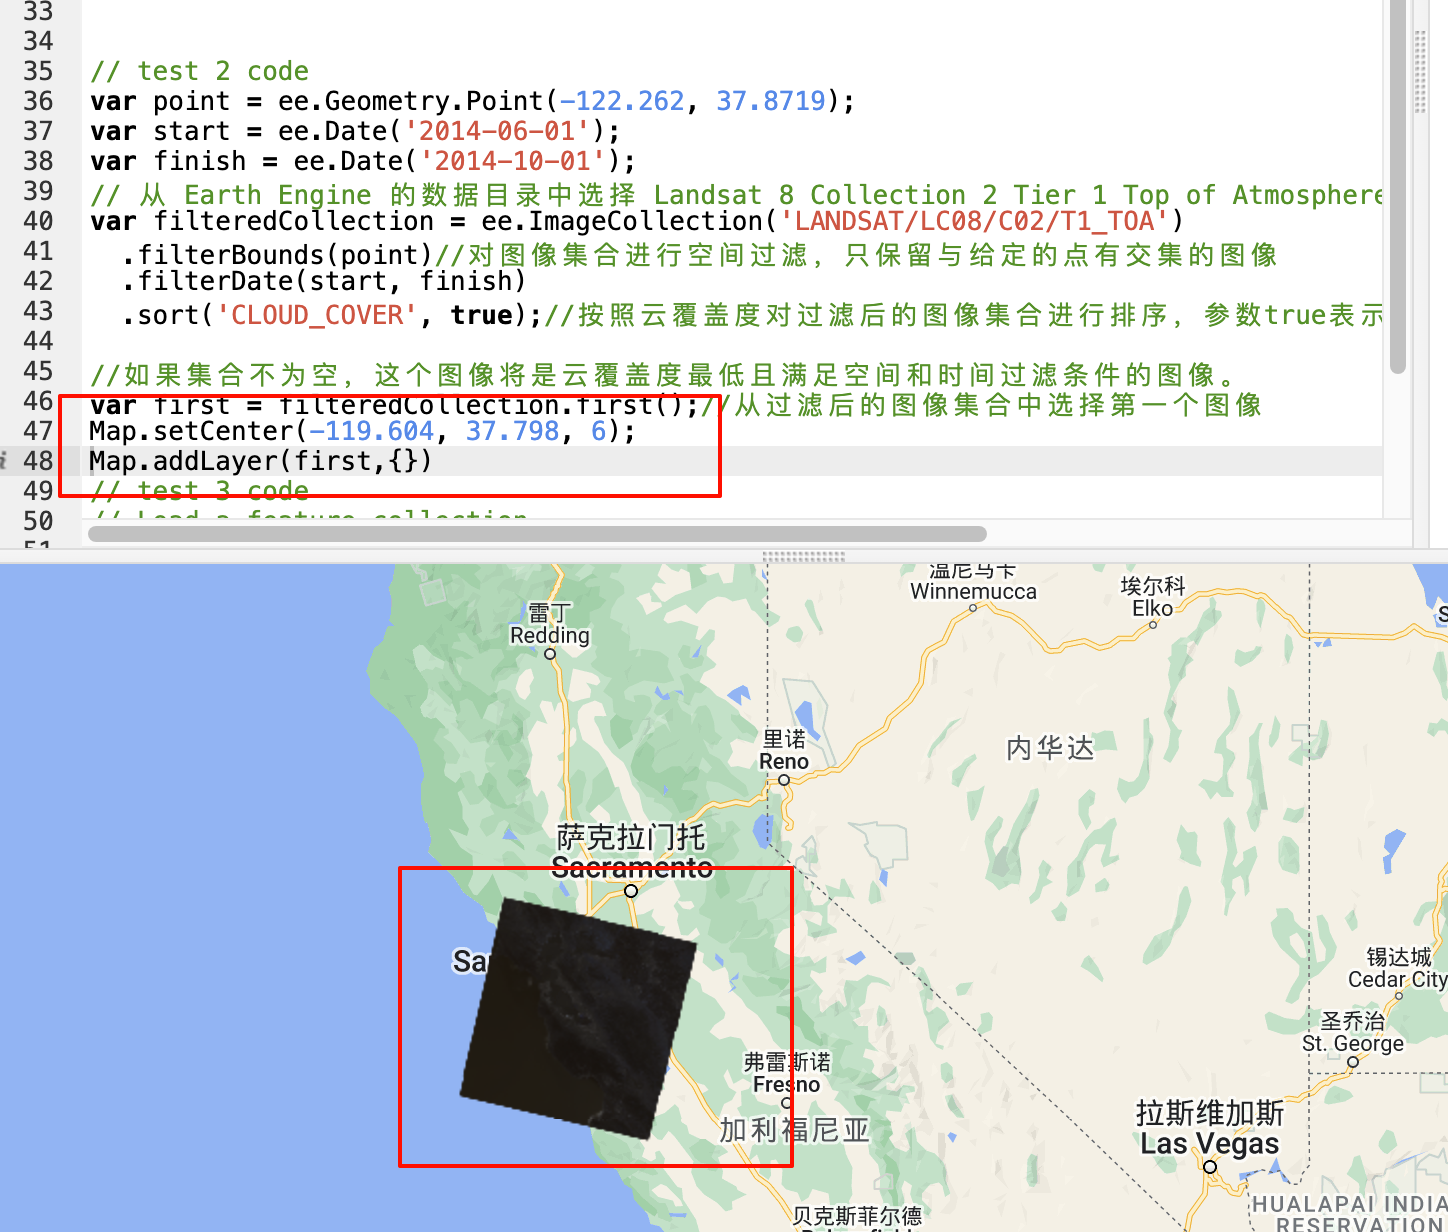 33
34
35 // test 2 code
36 var point = ee.Geometry.Point(-122.262, 37.8719);
37 var start = ee.Date('2014-06-01');
38 var finish = ee.Date('2014-10-01');
39 // 从 Earth Engine 的数据目录中选择 Landsat 8 Collection 2 Tier 1 Top of Atmosphere
40 var filteredCollection = ee.ImageCollection('LANDSAT/LC08/C02/T1_TOA')
41 .filterBounds(point)//对图像集合进行空间过滤，只保留与给定的点有交集的图像
42 .filterDate(start, finish)
43 .sort('CLOUD_COVER', true);//按照云覆盖度对过滤后的图像集合进行排序，参数true表示
44
45 //如果集合不为空，这个图像将是云覆盖度最低且满足空间和时间过滤条件的图像。
46 var first = filteredCollection.first();//从过滤后的图像集合中选择第一个图像
47 Map.setCenter(-119.604, 37.798, 6);
i 48 Map.addLayer(first,{})
49 // test 3 code
50 // Load a feature collection
51
温尼马卡
Winnemucca
埃尔科
Elko
雷丁
Redding
里诺
Reno
内华达
萨克拉门托
Sacramento
Sa
锡达城
Cedar City
圣乔治
St. George
弗雷斯诺
Fresno
加利福尼亚
拉斯维加斯
Las Vegas
HUALAPAI INDIA
RESERVATION
贝克斯菲尔德